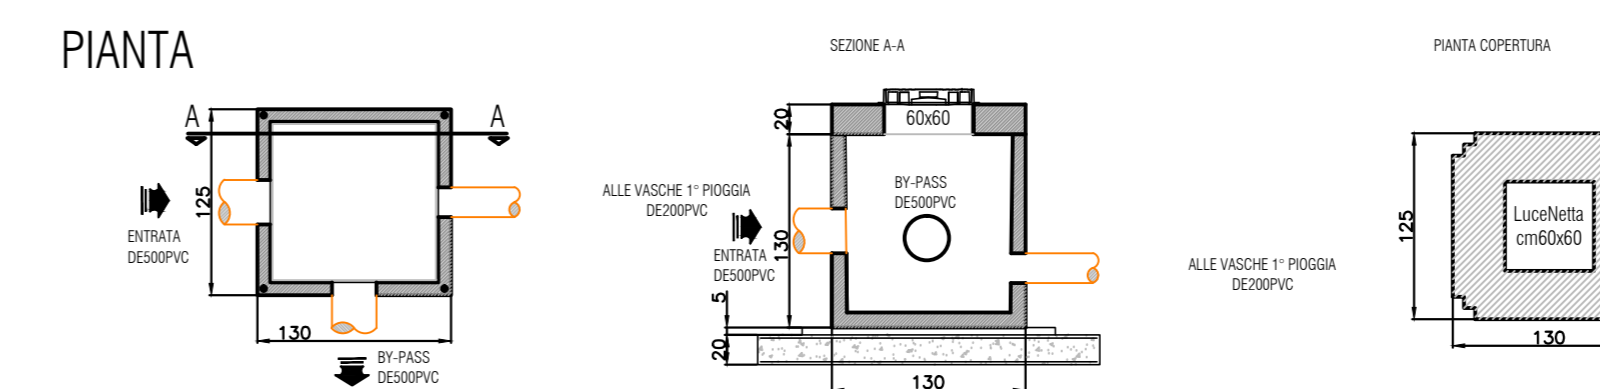 PIANTA
A
A
125
ENTRATA
DE500PVC
130
BY-PASS
DE500PVC
ALLE VASCHE 1° PIOGGIA
DE200PVC
SEZIONE A-A
20
60x60
BY-PASS
DE500PVC
130
ENTRATA
DE500PVC
5
20
130
ALLE VASCHE 1° PIOGGIA
DE200PVC
PIANTA COPERTURA
125
LuceNetta
cm60x60
130